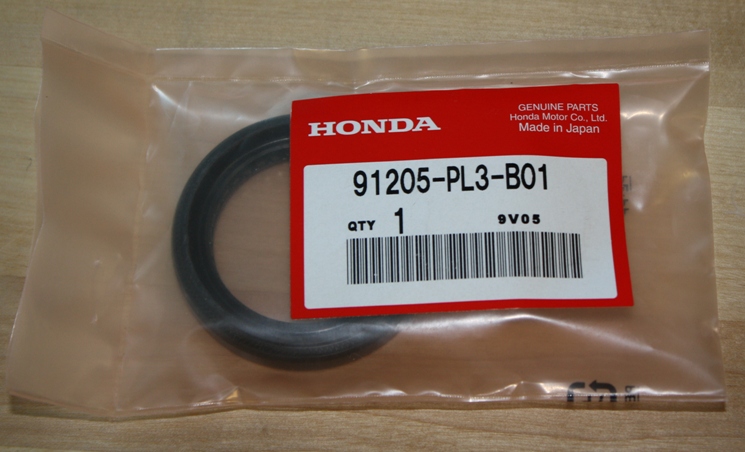 HONDA
GENUINE PARTS
Honda Motor Co., Ltd.
Made in Japan
91205-PL3-B01
QTY 1 9V05